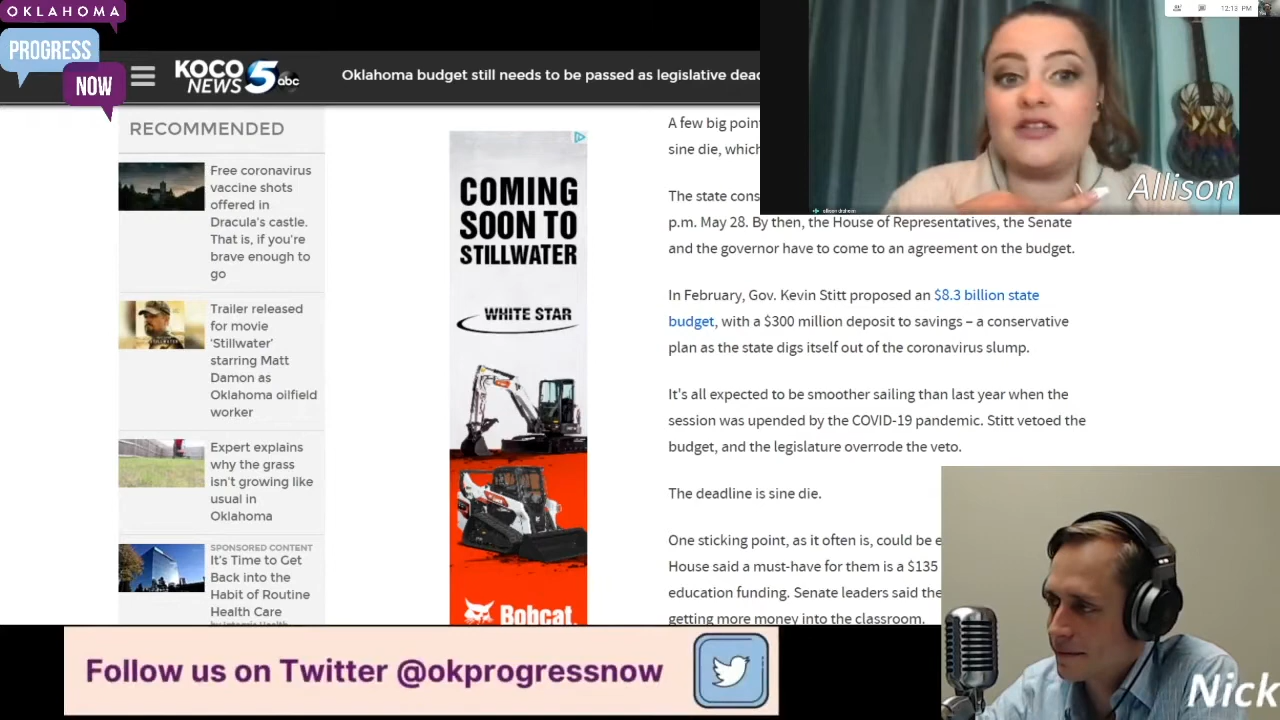 OKLAHOMA
PROGRESS
NOW
KOCO
NEWS 5 abc
Oklahoma budget still needs to be passed as legislative
12:13 PM
Allison
RECOMMENDED
Free coronavirus
vaccine shots
offered in
Dracula's castle.
That is, if you're
brave enough to
go
Trailer released
for movie
'Stillwater'
starring Matt
Damon as
Oklahoma oilfield
worker
Expert explains
why the grass
isn't growing like
usual in
Oklahoma
SPONSORED CONTENT
It's Time to Get
Back into the
Habit of Routine
Health Care
COMING
SOON TO
STILLWATER
WHITE STAR
Bobcat.
A few big
sine die, which
The state
p.m. May 28. By then, the House of Representatives, the Senate
and the governor have to come to an agreement on the budget.
In February, Gov. Kevin Stitt proposed an $8.3 billion state
budget, with a $300 million deposit to savings – a conservative
plan as the state digs itself out of the coronavirus slump.
It's all expected to be smoother sailing than last year when the
session was upended by the COVID-19 pandemic. Stitt vetoed the
budget, and the legislature overrode the veto.
The deadline is sine die.
One sticking point, as it often is, could be
House said a must-have for them is a $135
education funding. Senate leaders said
getting more money into the classroom.
Follow us on Twitter @okprogressnow
Nick